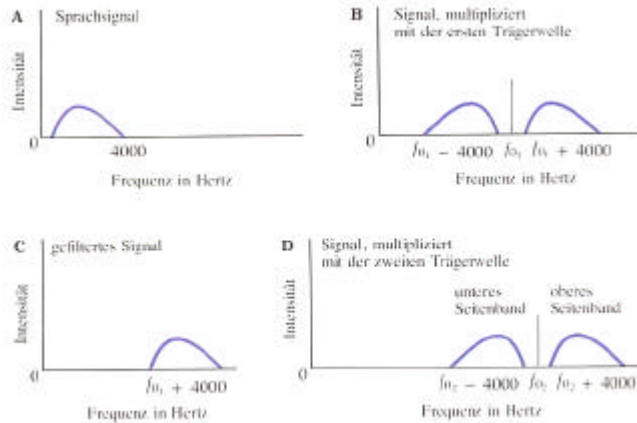 A Sprachsignal
Intensität
0
4000
Frequenz in Hertz
B Signal, multipliziert
mit der ersten Trägerwelle
Intensität
0
f₀₁ − 4000 f₀₁ f₀₁ + 4000
Frequenz in Hertz
C gefiltertes Signal
Intensität
0
f₀₁ + 4000
Frequenz in Hertz
D Signal, multipliziert
mit der zweiten Trägerwelle
unteres oberes
Seitenband Seitenband
Intensität
0
f₀₂ − 4000 f₀₂ f₀₂ + 4000
Frequenz in Hertz